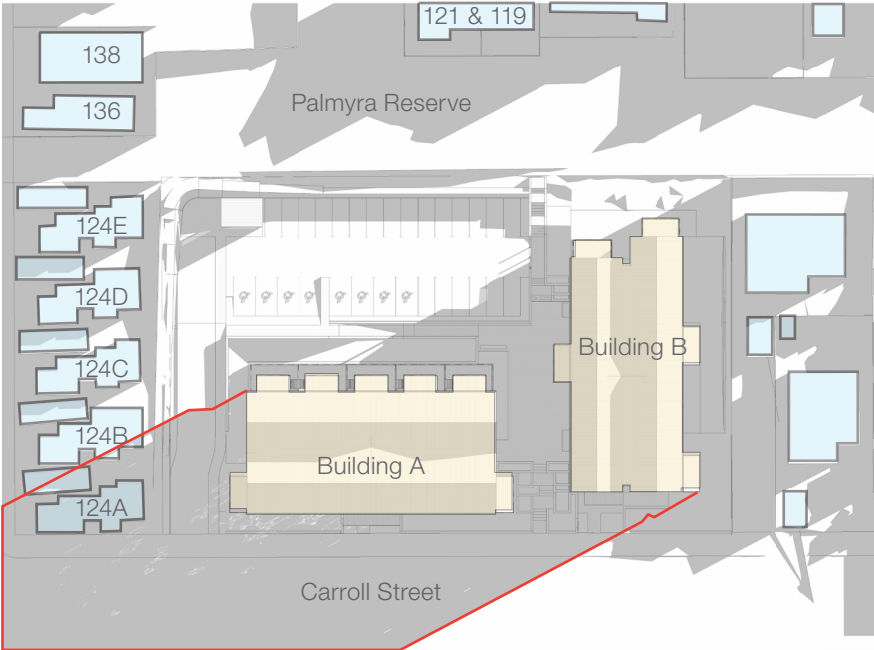 121 & 119
138
136
Palmyra Reserve
124E
124D
124C
124B
124A
Building B
Building A
Carroll Street